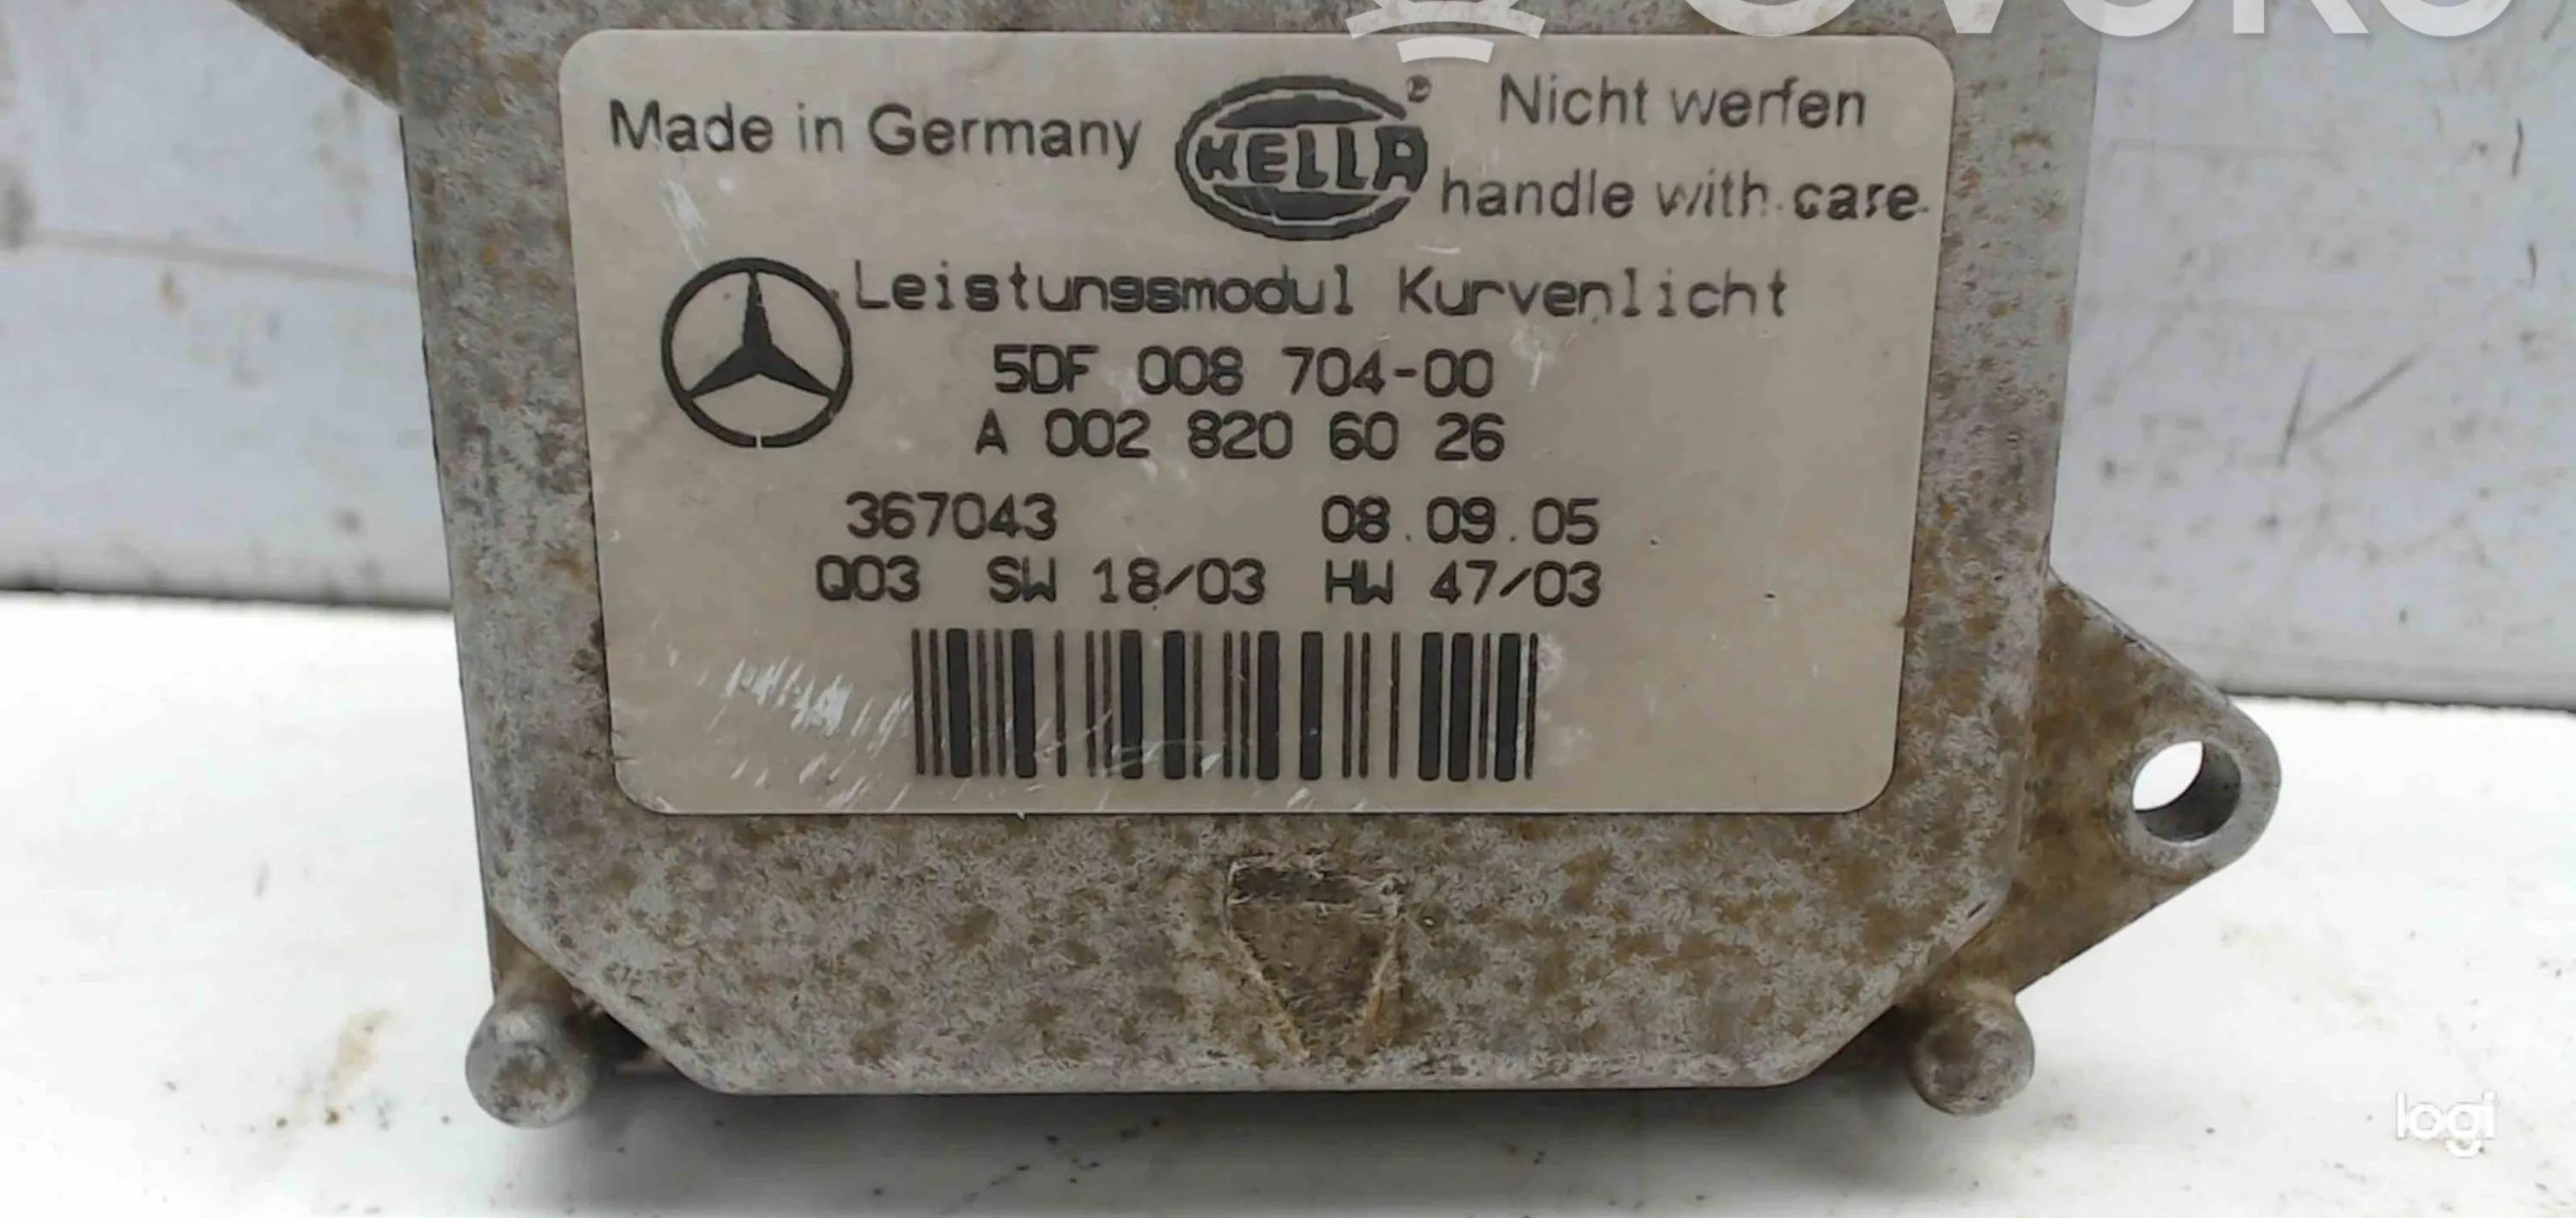 Made in Germany
HELLA
Nicht werfen
handle with care
Leistungsmodul Kurvenlicht
5DF 008 704-00
A 002 820 60 26
367043 08.09.05
Q03 SW 18/03 HW 47/03
logi